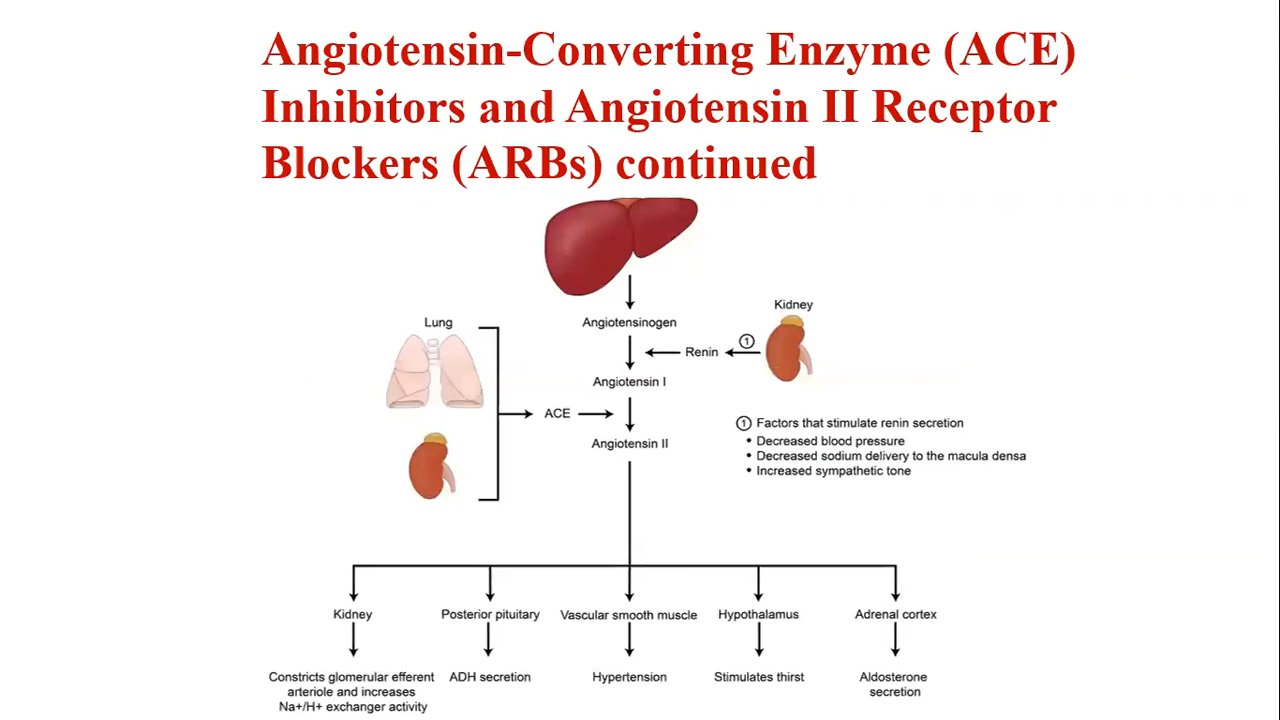 Angiotensin-Converting Enzyme (ACE)
Inhibitors and Angiotensin II Receptor
Blockers (ARBs) continued
Kidney
Lung
Angiotensinogen
1
Renin
Angiotensin I
ACE
Angiotensin II
1 Factors that stimulate renin secretion
• Decreased blood pressure
• Decreased sodium delivery to the macula densa
• Increased sympathetic tone
Kidney
Posterior pituitary
Vascular smooth muscle
Hypothalamus
Adrenal cortex
Constricts glomerular efferent
arteriole and increases
Na+/H+ exchanger activity
ADH secretion
Hypertension
Stimulates thirst
Aldosterone
secretion